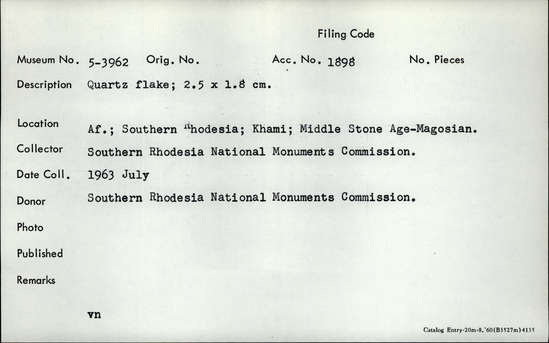 Filing Code
Museum No. 5-3962 Orig. No. Acc. No. 1898 No. Pieces
Description Quartz flake; 2.5 x 1.8 cm.
Location Af.; Southern Rhodesia; Khami; Middle Stone Age-Magosian.
Collector Southern Rhodesia National Monuments Commission.
Date Coll. 1963 July
Donor Southern Rhodesia National Monuments Commission.
Photo
Published
Remarks
vn
Catalog Entry-20m-8,'60(B1527m)4135